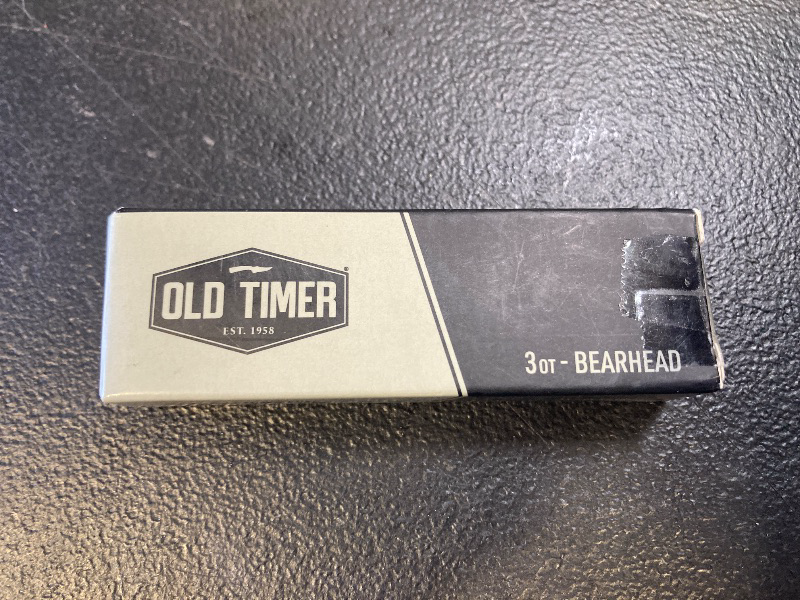 OLD TIMER
EST. 1958
3OT - BEARHEAD